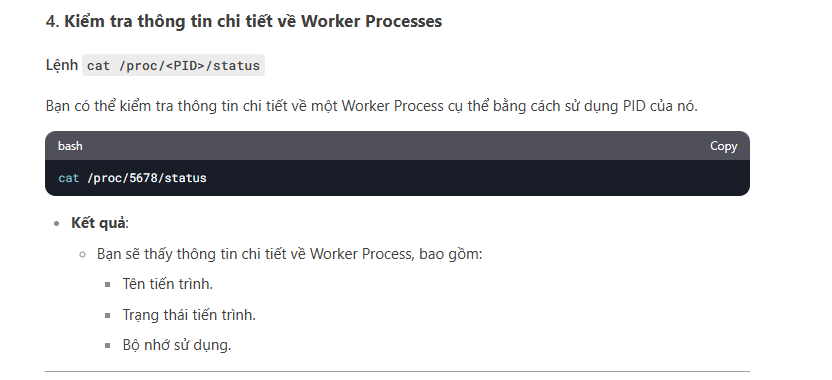 4. Kiểm tra thông tin chi tiết về Worker Processes
Lệnh cat /proc/<PID>/status
Bạn có thể kiểm tra thông tin chi tiết về một Worker Process cụ thể bằng cách sử dụng PID của nó.
bash Copy
cat /proc/5678/status
Kết quả:
Bạn sẽ thấy thông tin chi tiết về Worker Process, bao gồm:
Tên tiến trình.
Trạng thái tiến trình.
Bộ nhớ sử dụng.